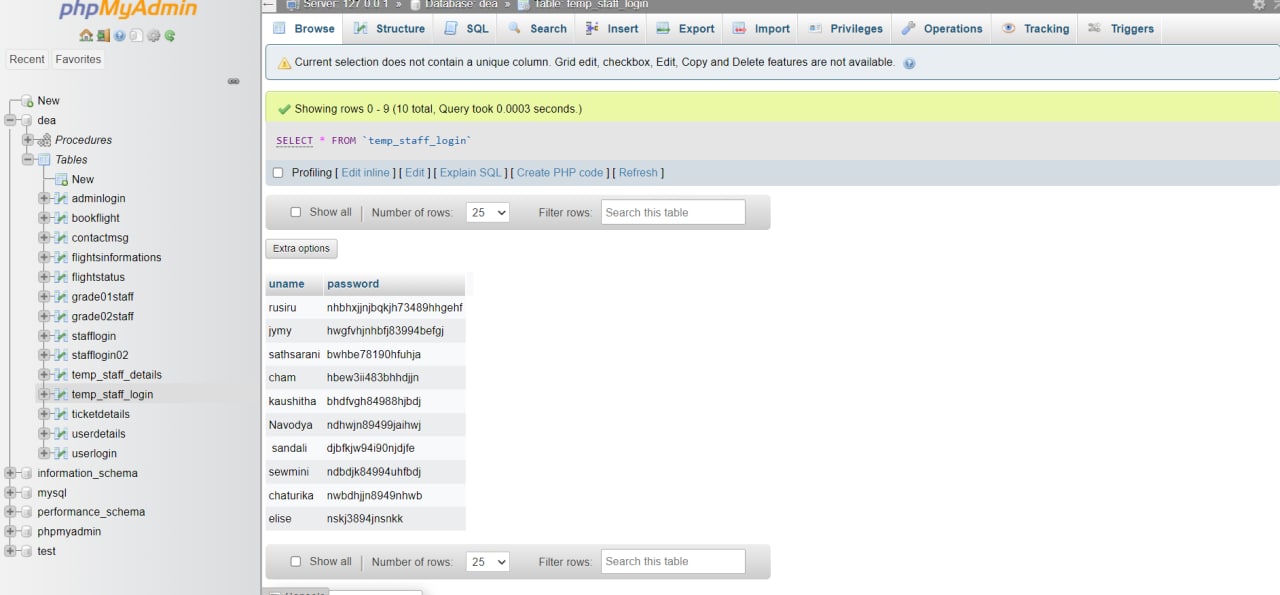 phpMyAdmin
Recent Favorites
New
dea
Procedures
Tables
New
adminlogin
bookflight
contactmsg
flightsinformations
flightstatus
grade01staff
grade02staff
stafflogin
stafflogin02
temp_staff_details
temp_staff_login
ticketdetails
userdetails
userlogin
information_schema
mysql
performance_schema
phpmyadmin
test
Server: 127.0.0.1 » Database: dea » Table: temp_staff_login
Browse Structure SQL Search Insert Export Import Privileges Operations Tracking Triggers
Current selection does not contain a unique column. Grid edit, checkbox, Edit, Copy and Delete features are not available.
Showing rows 0 - 9 (10 total, Query took 0.0003 seconds.)
SELECT * FROM `temp_staff_login`
Profiling [ Edit inline ] [ Edit ] [ Explain SQL ] [ Create PHP code ] [ Refresh ]
Show all | Number of rows: 25 Filter rows: Search this table
Extra options
uname password
rusiru nhbhxjjnjbqkjh73489hhgehf
jymy hwgfvhjnhbfj83994befgj
sathsarani bwhbe78190hfuhja
cham hbew3ii483bhhdjjn
kaushitha bhdfvgh84988hjbdj
Navodya ndhwjn89499jaihwj
sandali djbfkjw94i90njdjfe
sewmini ndbdjk84994uhfbdj
chaturika nwbdhjjn8949nhwb
elise nskj3894jnsnkk
Show all | Number of rows: 25 Filter rows: Search this table
Console